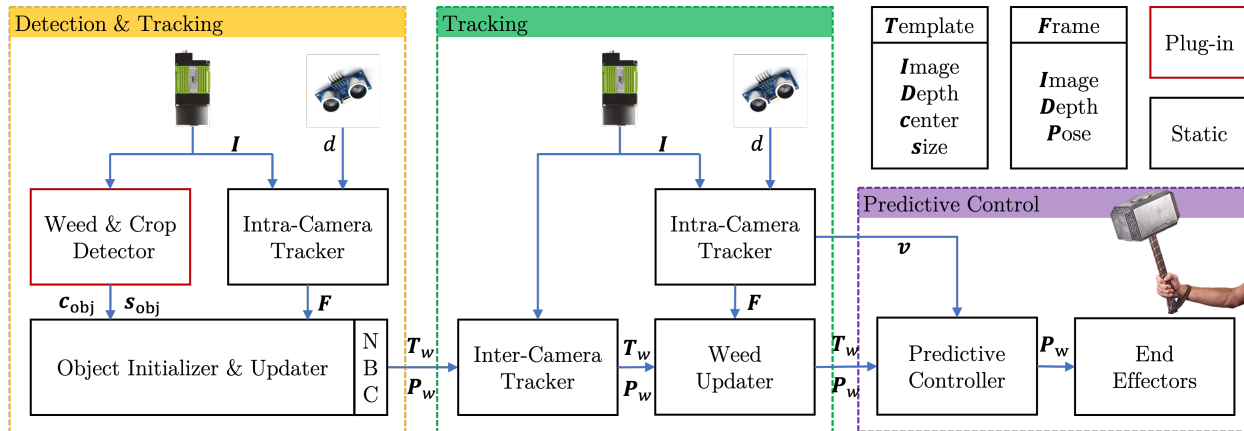 Detection & Tracking
I
d
Weed & Crop
Detector
Intra-Camera
Tracker
c_obj
s_obj
F
Object Initializer & Updater
N
B
C
T_w
P_w
Tracking
I
d
Intra-Camera
Tracker
v
F
Inter-Camera
Tracker
T_w
P_w
Weed
Updater
T_w
P_w
Template
Image
Depth
center
size
Frame
Image
Depth
Pose
Plug-in
Static
Predictive Control
Predictive
Controller
P_w
End
Effectors